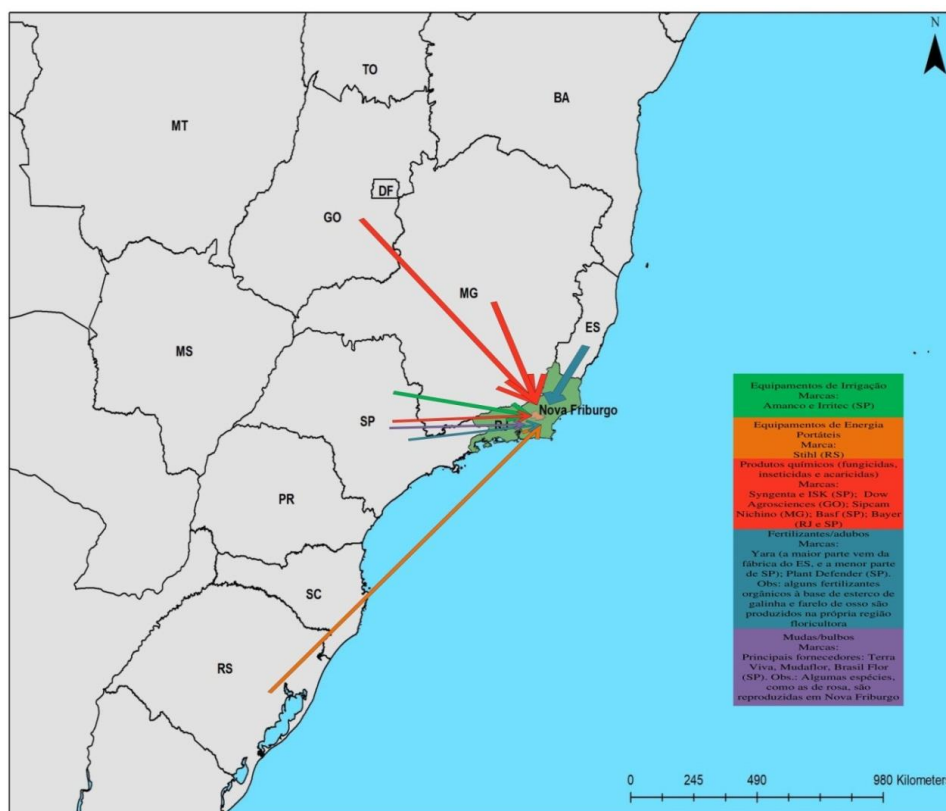 N
TO
BA
MT
DF
GO
MG
ES
MS
Nova Friburgo
SP
RJ
PR
SC
RS
Equipamentos de Irrigação
Marcas:
Amanco e Irritec (SP)
Equipamentos de Energia
Portáteis
Marca:
Stihl (RS)
Produtos químicos (fungicidas,
inseticidas e acaricidas)
Marcas:
Syngenta e ISK (SP); Dow
Agrosciences (GO); Sipcam
Nichino (MG); Basf (SP); Bayer
(RJ e SP)
Fertilizantes/adubos
Marcas:
Yara (a maior parte vem da
fábrica do ES, e a menor parte
de SP); Plant Defender (SP).
Obs: alguns fertilizantes
orgânicos à base de esterco de
galinha e farelo de osso são
produzidos na própria região
floricultora
Mudas/bulbos
Marcas:
Principais fornecedores: Terra
Viva, Mudaflor, Brasil Flor
(SP). Obs.: Algumas espécies,
como as de rosa, são
reproduzidas em Nova Friburgo
0 245 490 980 Kilometer